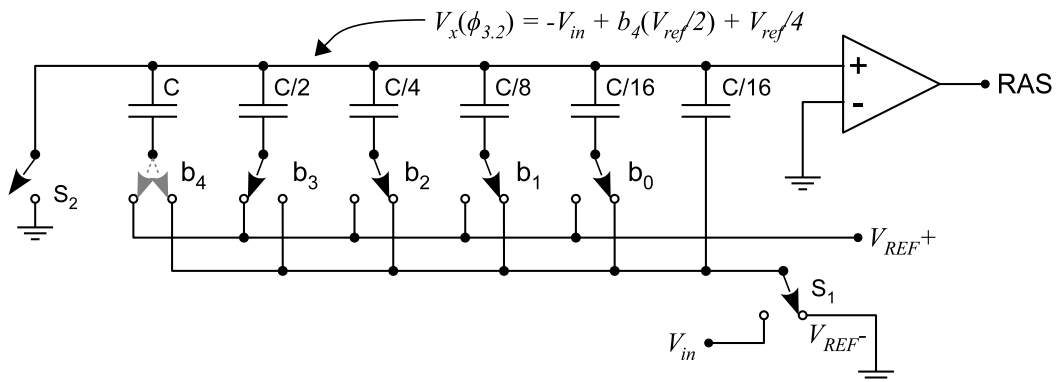 Vx(ϕ3.2) = -Vin + b4(Vref/2) + Vref/4
C C/2 C/4 C/8 C/16 C/16
+
-
RAS
S2
b4 b3 b2 b1 b0
VREF+
S1
Vin
VREF-